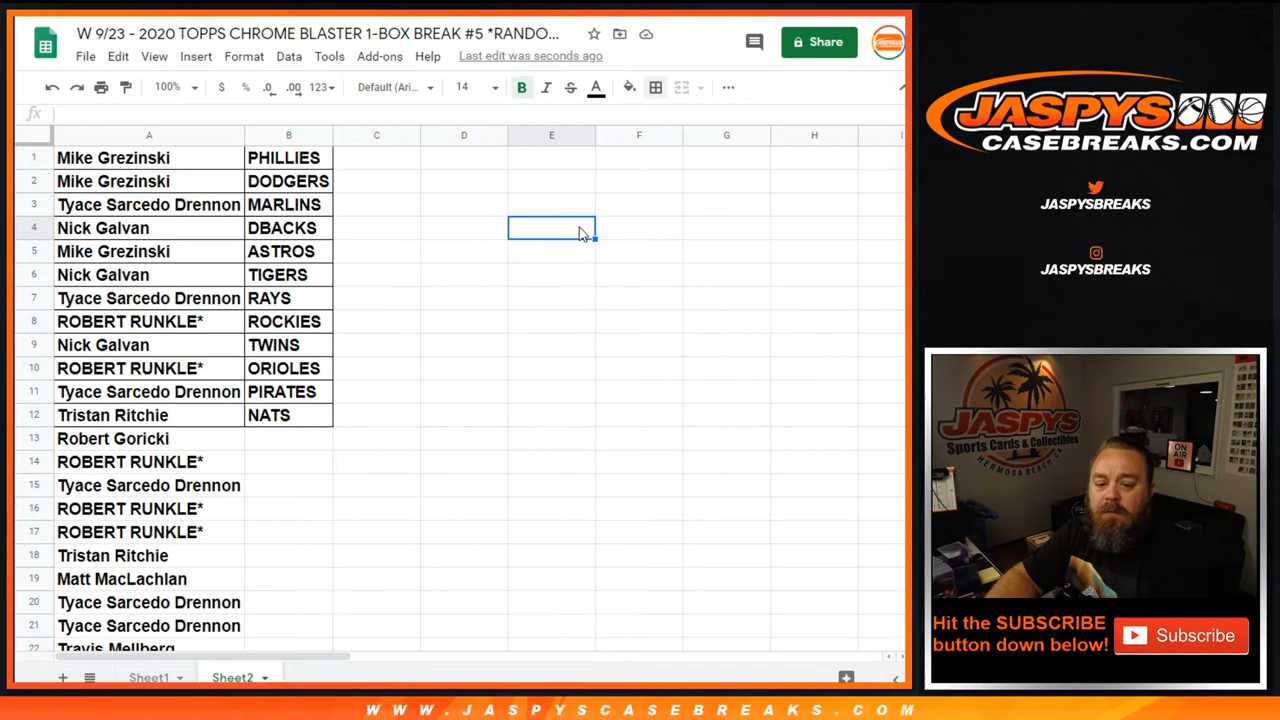 W 9/23 - 2020 TOPPS CHROME BLASTER 1-BOX BREAK #5 *RANDO...
File Edit View Insert Format Data Tools Add-ons Help Last edit was seconds ago
Share
100% $ % .0 .00 123 Default (Ari... 14 B I S A
fx
A B C D E F G H I
1 Mike Grezinski PHILLIES
2 Mike Grezinski DODGERS
3 Tyace Sarcedo Drennon MARLINS
4 Nick Galvan DBACKS
5 Mike Grezinski ASTROS
6 Nick Galvan TIGERS
7 Tyace Sarcedo Drennon RAYS
8 ROBERT RUNKLE* ROCKIES
9 Nick Galvan TWINS
10 ROBERT RUNKLE* ORIOLES
11 Tyace Sarcedo Drennon PIRATES
12 Tristan Ritchie NATS
13 Robert Goricki
14 ROBERT RUNKLE*
15 Tyace Sarcedo Drennon
16 ROBERT RUNKLE*
17 ROBERT RUNKLE*
18 Tristan Ritchie
19 Matt MacLachlan
20 Tyace Sarcedo Drennon
21 Tyace Sarcedo Drennon
22 Travis Mellberg
Sheet1 Sheet2
JASPYS
CASEBREAKS.COM
JASPYSBREAKS
JASPYSBREAKS
JASPYS
Sports Cards & Collectibles
HERMOSA BEACH, CA
ON AIR
Hit the SUBSCRIBE
button down below!
Subscribe
WWW.JASPYSCASEBREAKS.COM